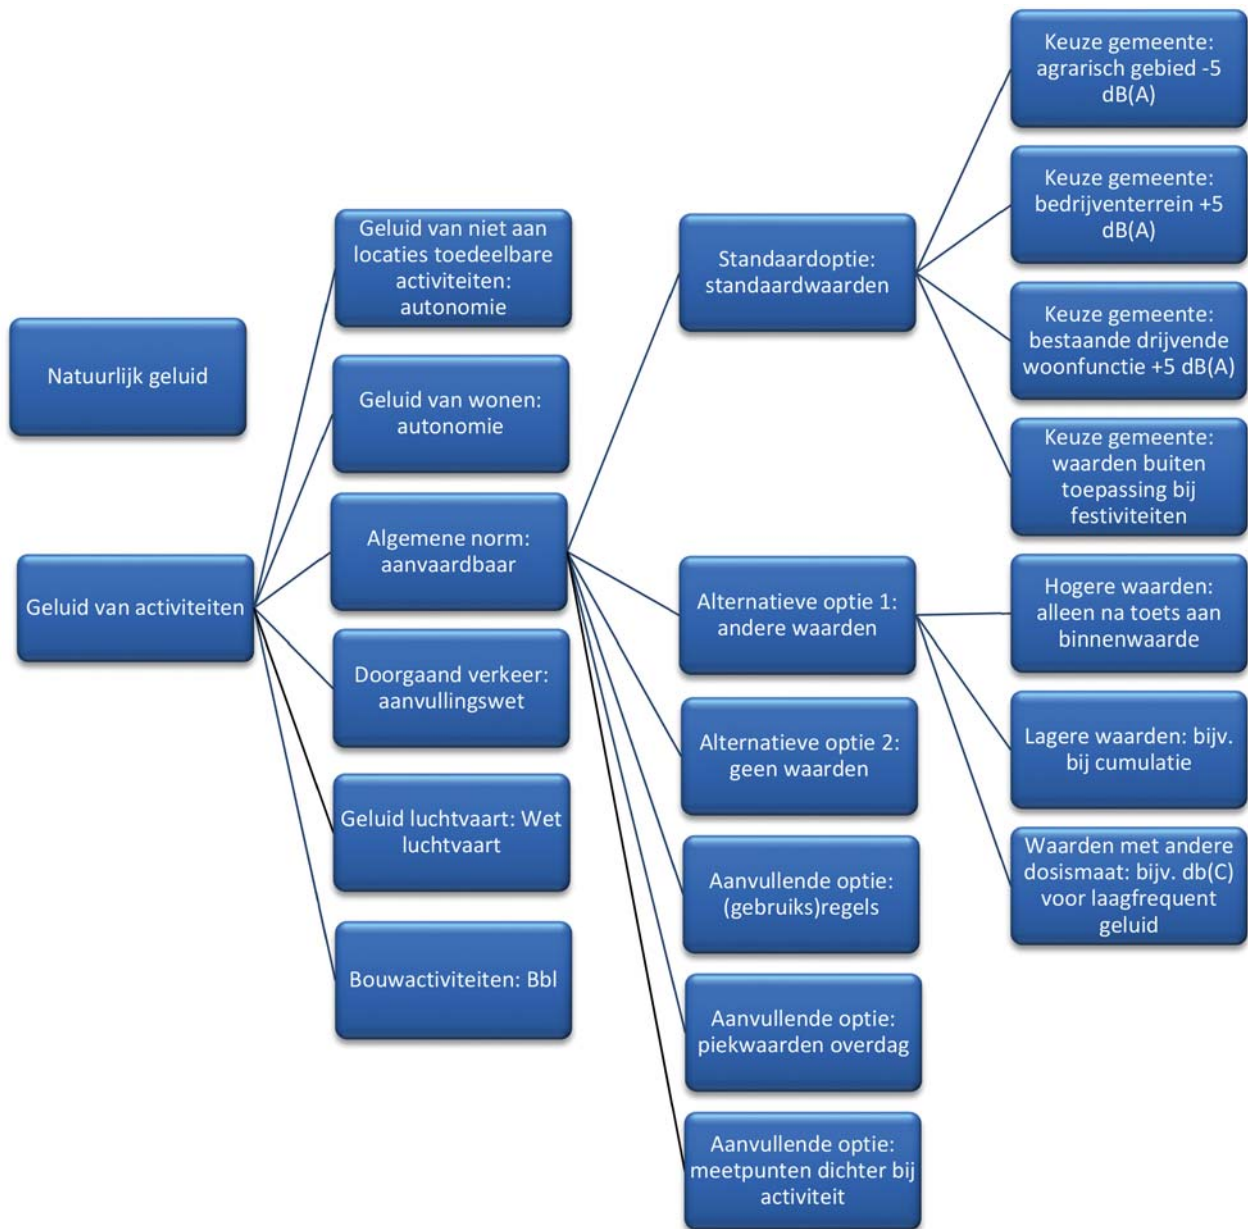 Natuurlijk geluid
Geluid van activiteiten
Geluid van niet aan
locaties toedeelbare
activiteiten:
autonomie
Geluid van wonen:
autonomie
Algemene norm:
aanvaardbaar
Doorgaand verkeer:
aanvullingswet
Geluid luchtvaart: Wet
luchtvaart
Bouwactiviteiten: Bbl
Standaardoptie:
standaardwaarden
Alternatieve optie 1:
andere waarden
Alternatieve optie 2:
geen waarden
Aanvullende optie:
(gebruiks)regels
Aanvullende optie:
piekwaarden overdag
Aanvullende optie:
meetpunten dichter bij
activiteit
Keuze gemeente:
agrarisch gebied -5
dB(A)
Keuze gemeente:
bedrijventerrein +5
dB(A)
Keuze gemeente:
bestaande drijvende
woonfunctie +5 dB(A)
Keuze gemeente:
waarden buiten
toepassing bij
festiviteiten
Hogere waarden:
alleen na toets aan
binnenwaarde
Lagere waarden: bijv.
bij cumulatie
Waarden met andere
dosismaat: bijv. db(C)
voor laagfrequent
geluid